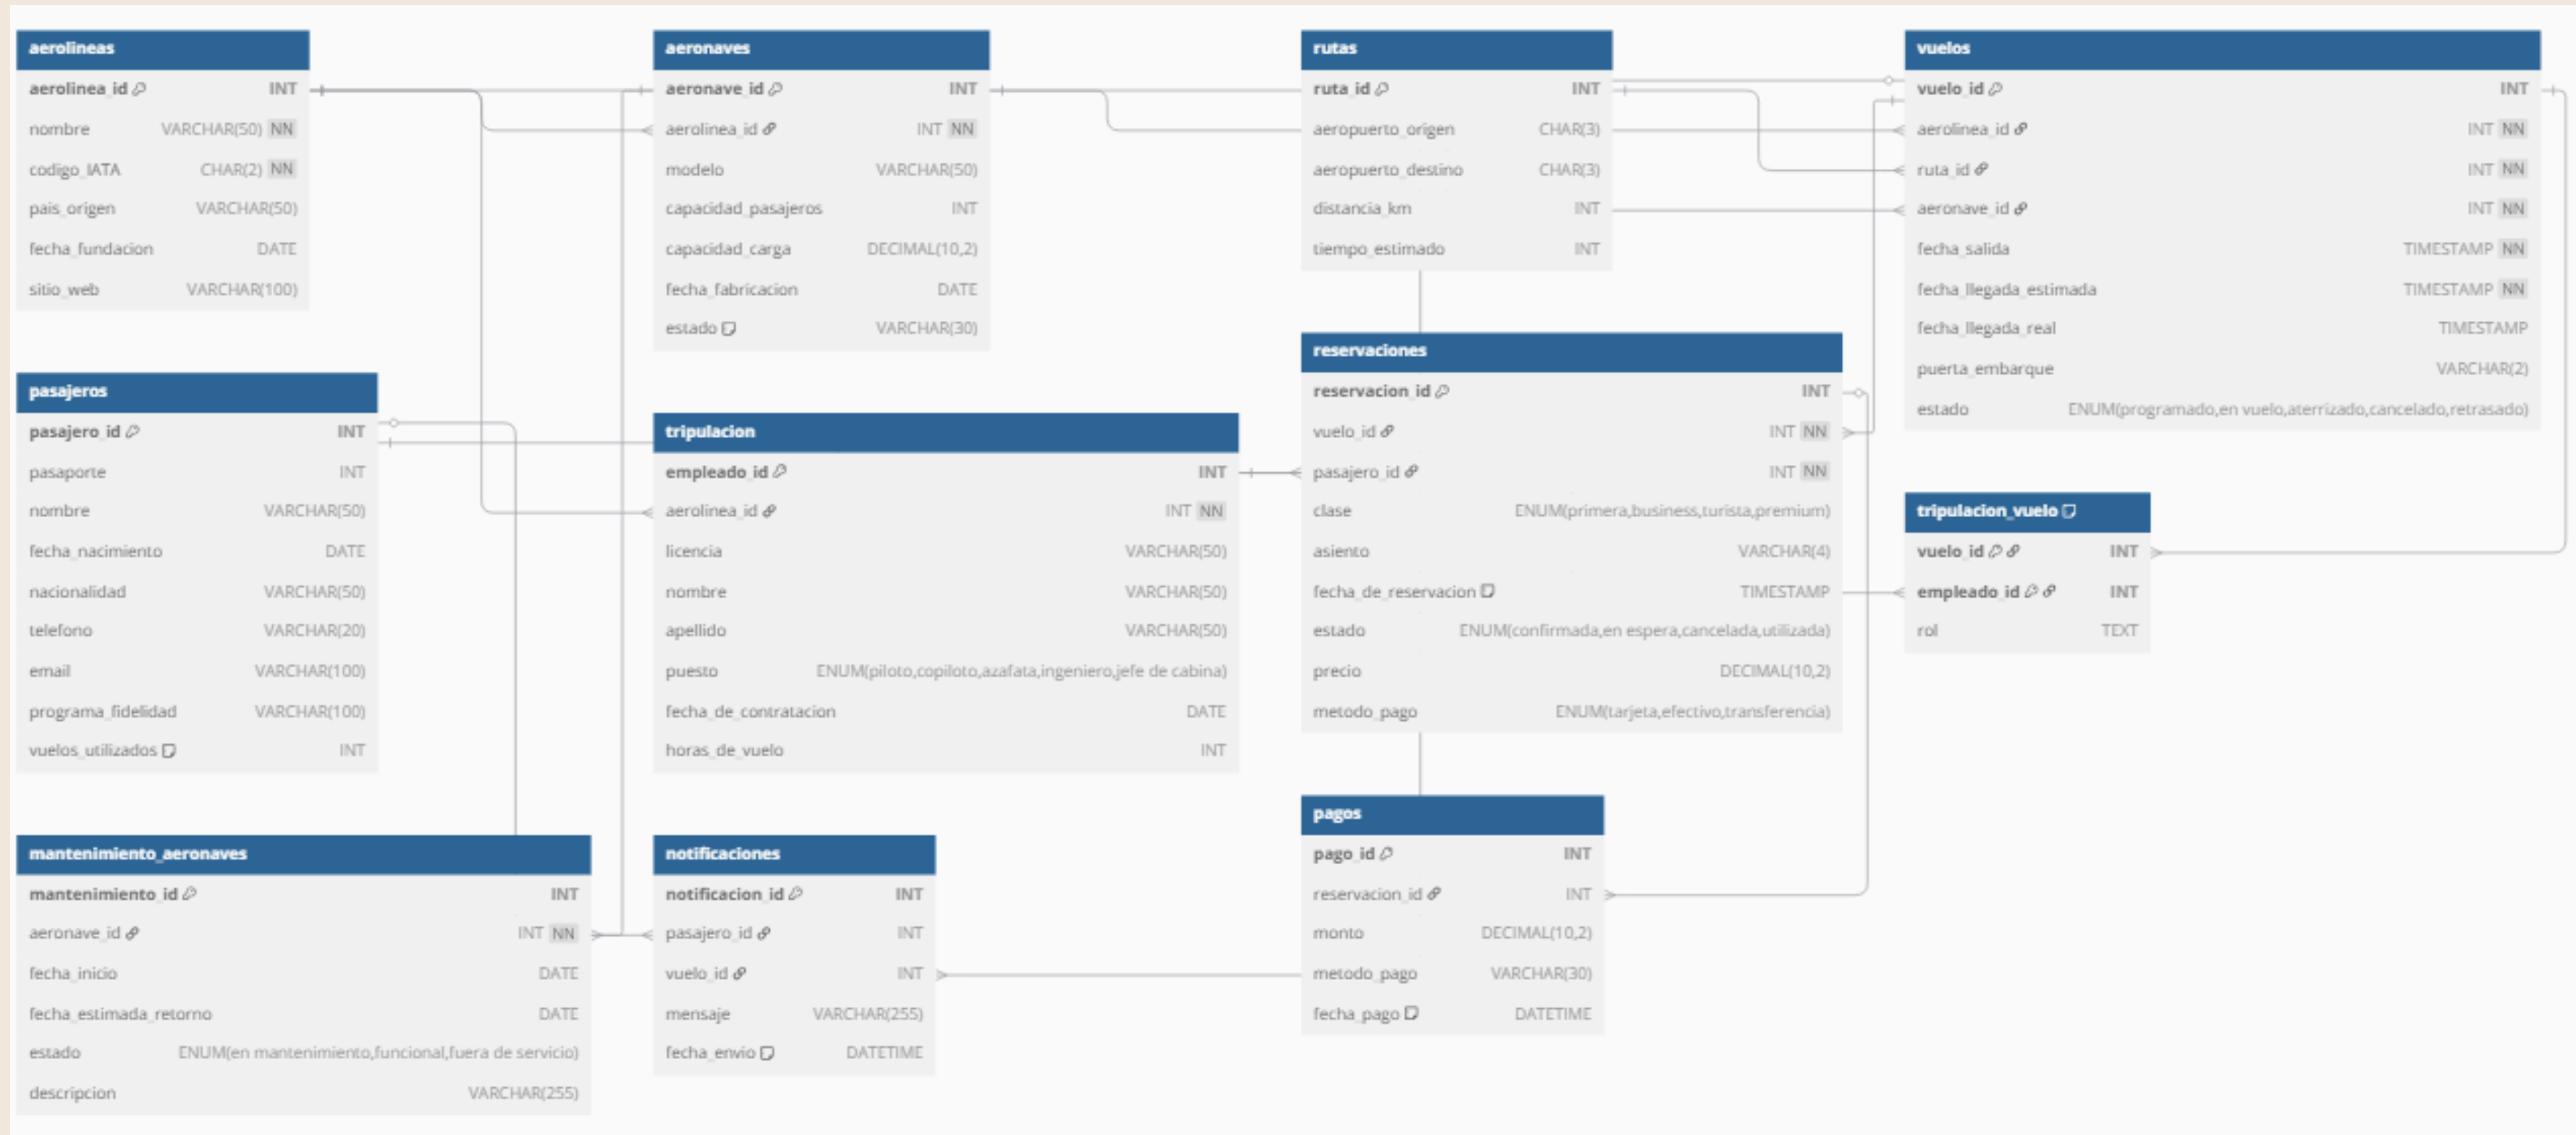 aerolineas
aerolinea_id INT
nombre VARCHAR(50) NN
codigo_IATA CHAR(2) NN
pais_origen VARCHAR(50)
fecha_fundacion DATE
sitio_web VARCHAR(100)
aeronaves
aeronave_id INT
aerolinea_id INT NN
modelo VARCHAR(50)
capacidad_pasajeros INT
capacidad_carga DECIMAL(10,2)
fecha_fabricacion DATE
estado VARCHAR(30)
rutas
ruta_id INT
aeropuerto_origen CHAR(3)
aeropuerto_destino CHAR(3)
distancia_km INT
tiempo_estimado INT
vuelos
vuelo_id INT
aerolinea_id INT NN
ruta_id INT NN
aeronave_id INT NN
fecha_salida TIMESTAMP NN
fecha_llegada_estimada TIMESTAMP NN
fecha_llegada_real TIMESTAMP
puerta_embarque VARCHAR(2)
estado ENUM(programado,en vuelo,aterrizado,cancelado,retrasado)
pasajeros
pasajero_id INT
pasaporte INT
nombre VARCHAR(50)
fecha_nacimiento DATE
nacionalidad VARCHAR(50)
telefono VARCHAR(20)
email VARCHAR(100)
programa_fidelidad VARCHAR(100)
vuelos_utilizados INT
tripulacion
empleado_id INT
aerolinea_id INT NN
licencia VARCHAR(50)
nombre VARCHAR(50)
apellido VARCHAR(50)
puesto ENUM(piloto,copiloto,azafata,ingeniero,jefe de cabina)
fecha_de_contratacion DATE
horas_de_vuelo INT
reservaciones
reservacion_id INT
vuelo_id INT NN
pasajero_id INT NN
clase ENUM(primera,business,turista,premium)
asiento VARCHAR(4)
fecha_de_reservacion TIMESTAMP
estado ENUM(confirmada,en espera,cancelada,utilizada)
precio DECIMAL(10,2)
metodo_pago ENUM(tarjeta,efectivo,transferencia)
tripulacion_vuelo
vuelo_id INT
empleado_id INT
rol TEXT
mantenimiento_aeronaves
mantenimiento_id INT
aeronave_id INT NN
fecha_inicio DATE
fecha_estimada_retorno DATE
estado ENUM(en mantenimiento,funcional,fuera de servicio)
descripcion VARCHAR(255)
notificaciones
notificacion_id INT
pasajero_id INT
vuelo_id INT
mensaje VARCHAR(255)
fecha_envio DATETIME
pagos
pago_id INT
reservacion_id INT
monto DECIMAL(10,2)
metodo_pago VARCHAR(30)
fecha_pago DATETIME